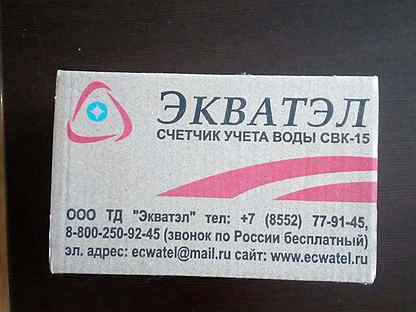 ЭКВАТЭЛ
СЧЕТЧИК УЧЕТА ВОДЫ СВК-15
ООО ТД "Экватэл" тел: +7 (8552) 77-91-45,
8-800-250-92-45 (звонок по России бесплатный)
эл. адрес: ecwatel@mail.ru сайт: www.ecwatel.ru